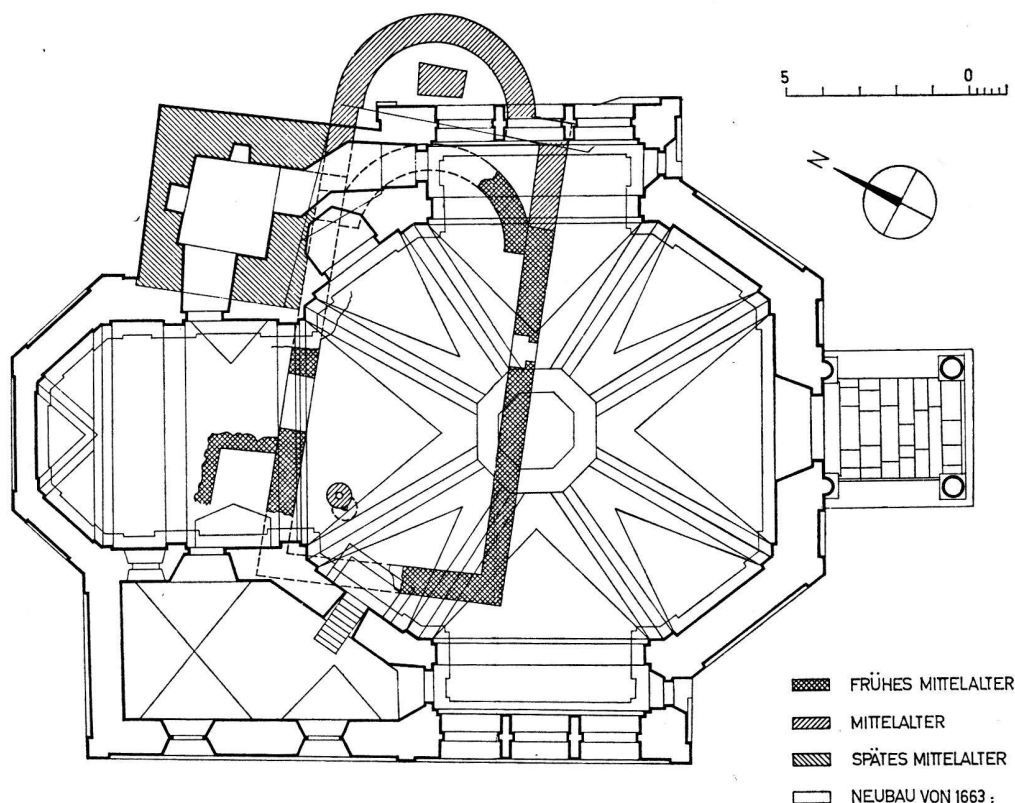 5 0
N
FRÜHES MITTELALTER
MITTELALTER
SPÄTES MITTELALTER
NEUBAU VON 1663 :